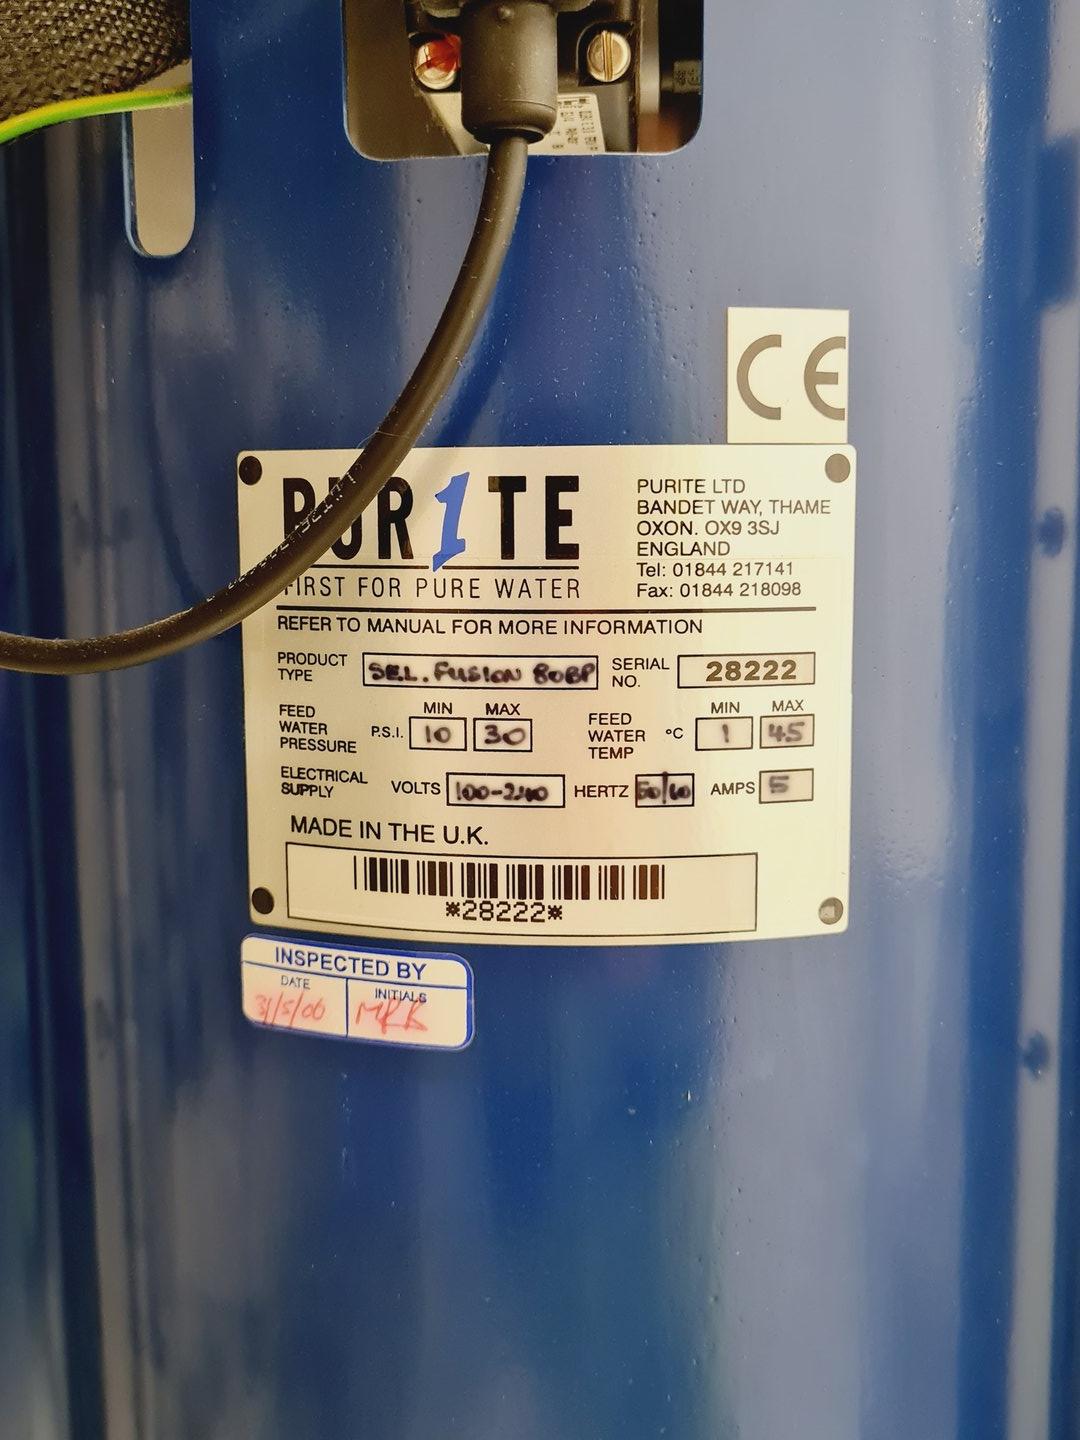 CE
PUR1TE
FIRST FOR PURE WATER
PURITE LTD
BANDET WAY, THAME
OXON. OX9 3SJ
ENGLAND
Tel: 01844 217141
Fax: 01844 218098
REFER TO MANUAL FOR MORE INFORMATION
PRODUCT TYPE SEL. FUSION 80BP SERIAL NO. 28222
FEED WATER PRESSURE P.S.I. MIN 10 MAX 30 FEED WATER TEMP °C MIN 1 MAX 45
ELECTRICAL SUPPLY VOLTS 100-240 HERTZ 50/60 AMPS 5
MADE IN THE U.K.
*28222*
INSPECTED BY
DATE INITIALS
31/5/06